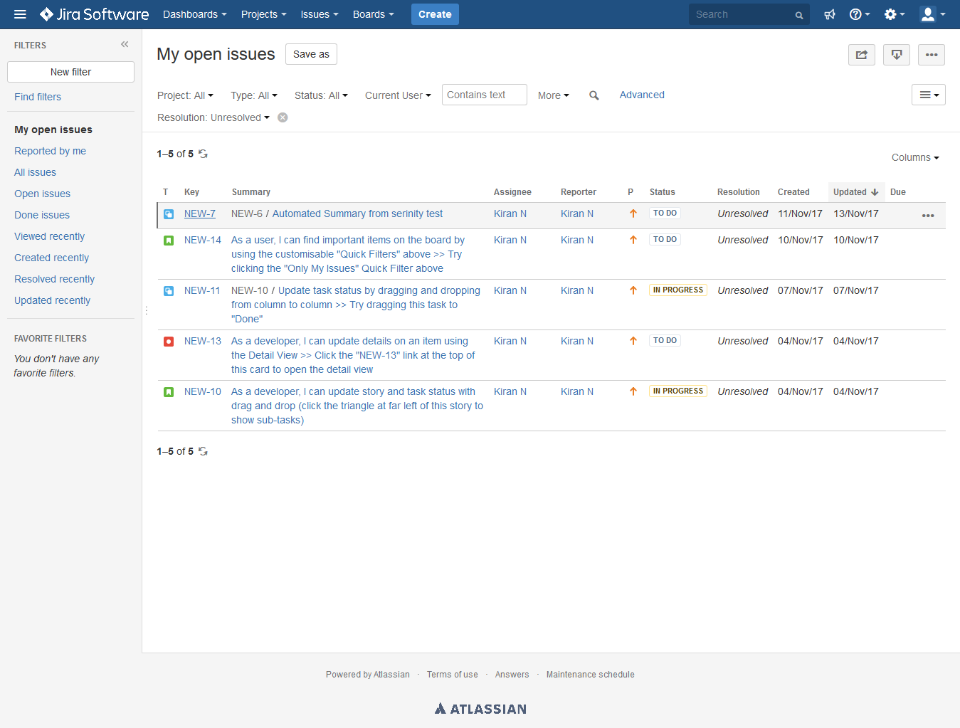 Jira Software Dashboards Projects Issues Boards Create Search
FILTERS
New filter
Find filters
My open issues
Reported by me
All issues
Open issues
Done issues
Viewed recently
Created recently
Resolved recently
Updated recently
FAVORITE FILTERS
You don't have any
favorite filters.
My open issues Save as
Project: All Type: All Status: All Current User Contains text More Advanced
Resolution: Unresolved
1–5 of 5
Columns
T Key Summary Assignee Reporter P Status Resolution Created Updated Due
NEW-7 NEW-6 / Automated Summary from serinity test Kiran N Kiran N TO DO Unresolved 11/Nov/17 13/Nov/17
NEW-14 As a user, I can find important items on the board by Kiran N Kiran N TO DO Unresolved 10/Nov/17 10/Nov/17
using the customisable "Quick Filters" above >> Try
clicking the "Only My Issues" Quick Filter above
NEW-11 NEW-10 / Update task status by dragging and dropping Kiran N Kiran N IN PROGRESS Unresolved 07/Nov/17 07/Nov/17
from column to column >> Try dragging this task to
"Done"
NEW-13 As a developer, I can update details on an item using Kiran N Kiran N TO DO Unresolved 04/Nov/17 04/Nov/17
the Detail View >> Click the "NEW-13" link at the top of
this card to open the detail view
NEW-10 As a developer, I can update story and task status with Kiran N Kiran N IN PROGRESS Unresolved 04/Nov/17 04/Nov/17
drag and drop (click the triangle at far left of this story to
show sub-tasks)
1–5 of 5
Powered by Atlassian · Terms of use · Answers · Maintenance schedule
ATLASSIAN